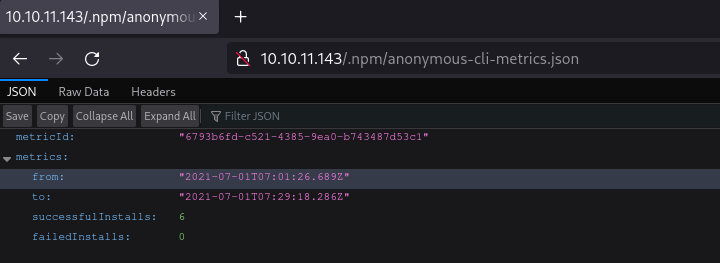 10.10.11.143/.npm/anonymou
10.10.11.143/.npm/anonymous-cli-metrics.json
JSON Raw Data Headers
Save Copy Collapse All Expand All Filter JSON
metricId: "6793b6fd-c521-4385-9ea0-b743487d53c1"
metrics:
from: "2021-07-01T07:01:26.689Z"
to: "2021-07-01T07:29:18.286Z"
successfulInstalls: 6
failedInstalls: 0